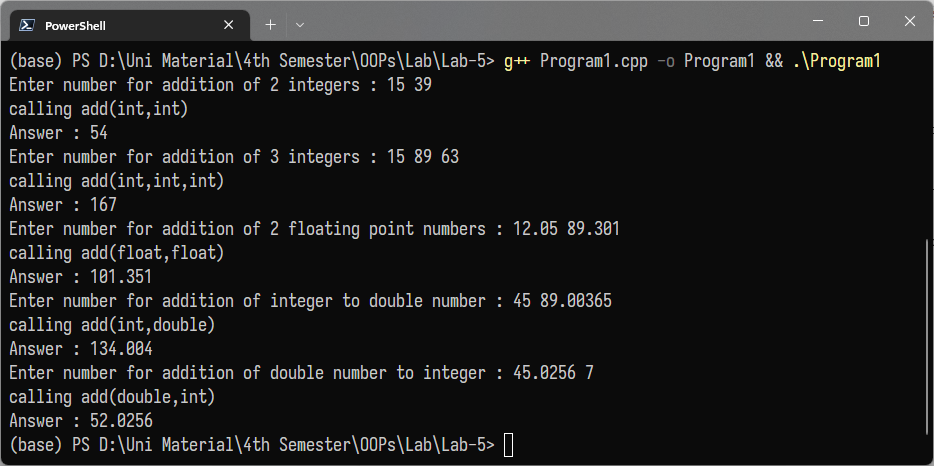 PowerShell
(base) PS D:\Uni Material\4th Semester\OOPs\Lab\Lab-5> g++ Program1.cpp -o Program1 && .\Program1
Enter number for addition of 2 integers : 15 39
calling add(int,int)
Answer : 54
Enter number for addition of 3 integers : 15 89 63
calling add(int,int,int)
Answer : 167
Enter number for addition of 2 floating point numbers : 12.05 89.301
calling add(float,float)
Answer : 101.351
Enter number for addition of integer to double number : 45 89.00365
calling add(int,double)
Answer : 134.004
Enter number for addition of double number to integer : 45.0256 7
calling add(double,int)
Answer : 52.0256
(base) PS D:\Uni Material\4th Semester\OOPs\Lab\Lab-5>